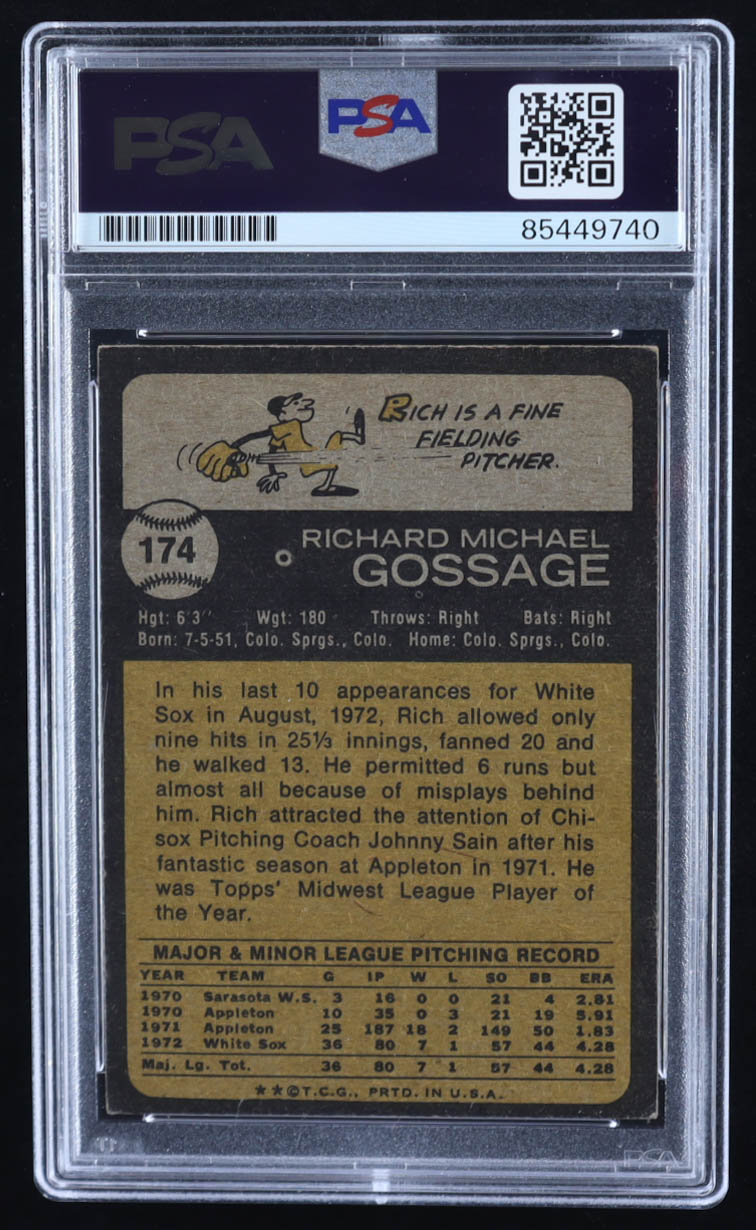 PSA
PSA
85449740
RICH IS A FINE
FIELDING
PITCHER.
174
RICHARD MICHAEL
GOSSAGE
Hgt: 6'3" Wgt: 180 Throws: Right Bats: Right
Born: 7-5-51, Colo. Sprgs., Colo. Home: Colo. Sprgs., Colo.
In his last 10 appearances for White
Sox in August, 1972, Rich allowed only
nine hits in 25⅓ innings, fanned 20 and
he walked 13. He permitted 6 runs but
almost all because of misplays behind
him. Rich attracted the attention of Chi-
sox Pitching Coach Johnny Sain after his
fantastic season at Appleton in 1971. He
was Topps' Midwest League Player of
the Year.
MAJOR & MINOR LEAGUE PITCHING RECORD
YEAR TEAM G IP W L SO BB ERA
1970 Sarasota W.S. 3 16 0 0 21 4 2.81
1970 Appleton 10 35 0 3 21 19 5.91
1971 Appleton 25 187 18 2 149 50 1.83
1972 White Sox 36 80 7 1 57 44 4.28
Maj. Lg. Tot. 36 80 7 1 57 44 4.28
★★©T.C.G., PRTD. IN U.S.A.
PSA